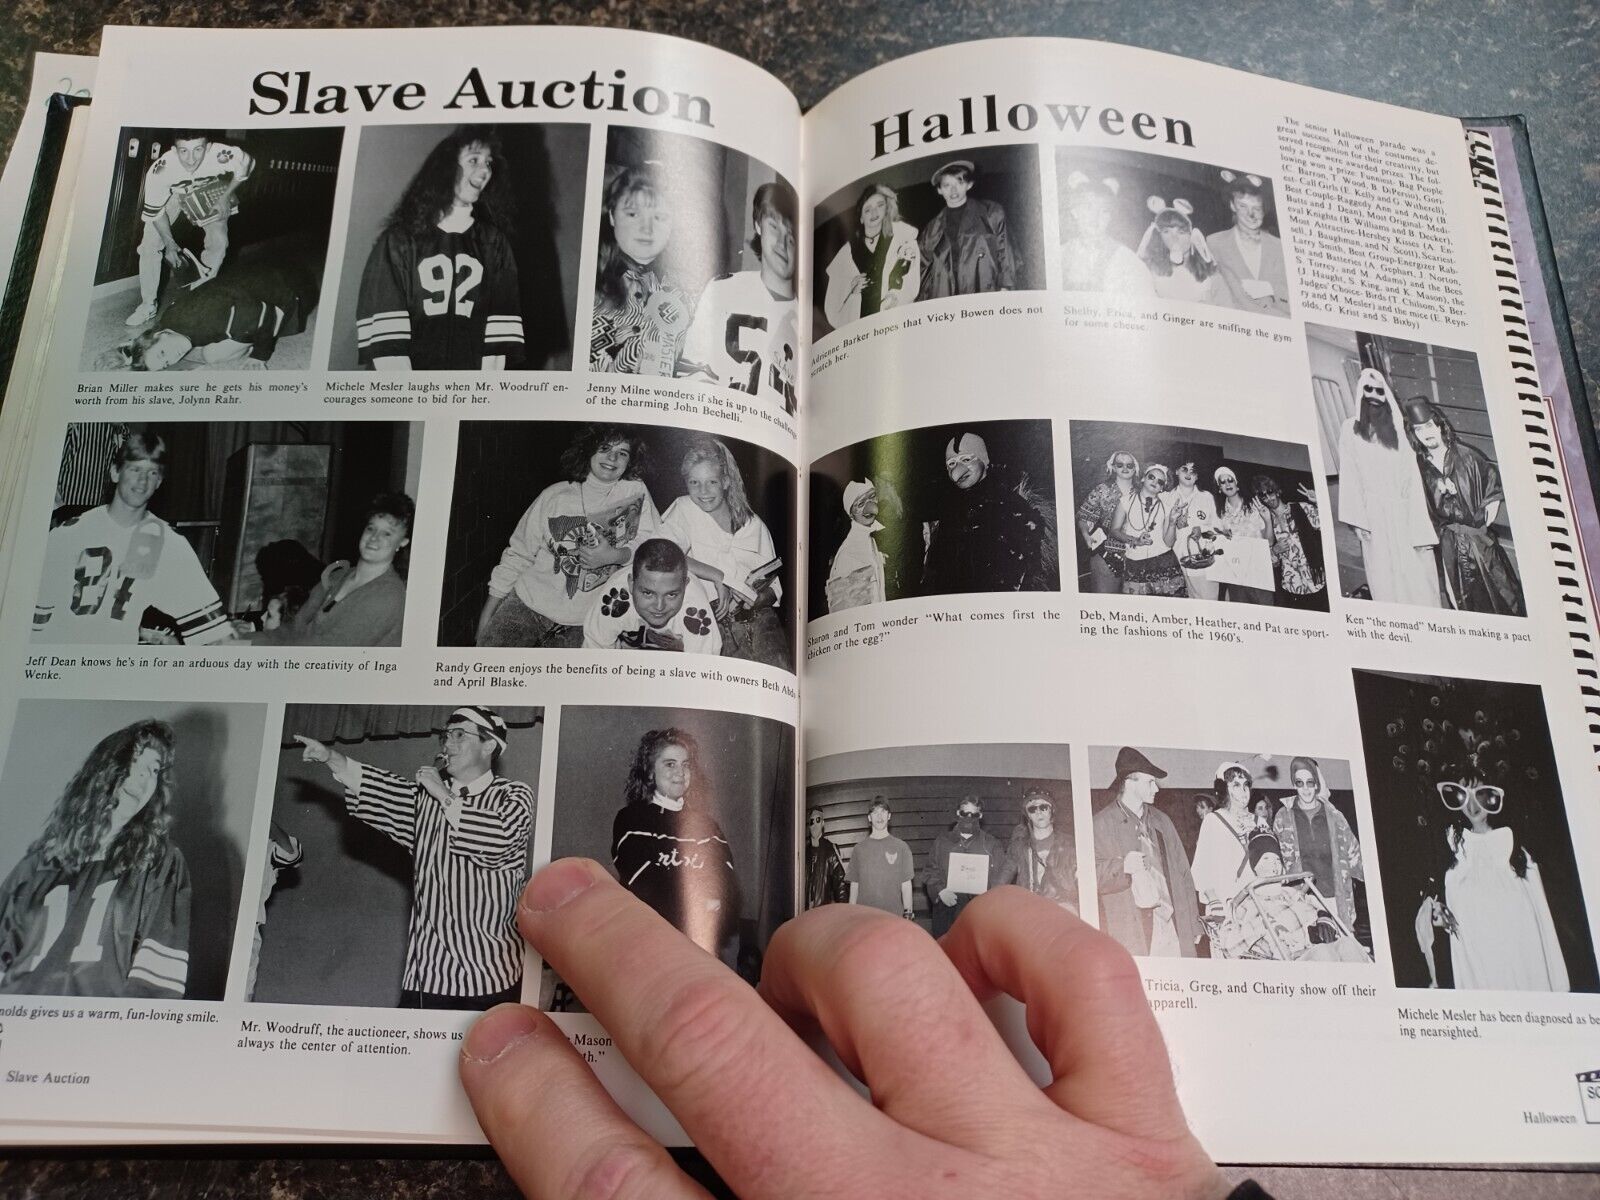 Slave Auction
Brian Miller makes sure he gets his money's
worth from his slave, Jolynn Rahr.
Michele Mesler laughs when Mr. Woodruff en-
courages someone to bid for her.
Jenny Milne wonders if she is up to the challenge
of the charming John Bechelli.
92
Jeff Dean knows he's in for an arduous day with the creativity of Inga
Wenke.
Randy Green enjoys the benefits of being a slave with owners Beth
and April Blaske.
11
nolds gives us a warm, fun-loving smile.
Mr. Woodruff, the auctioneer, shows us
always the center of attention.
Mason
th."
Slave Auction
Halloween
The senior Halloween parade was a
great success. All of the costumes de-
served recognition for their creativity, but
only a few were awarded prizes. The fol-
lowing won a prize: Funniest- Bag People
(C. Barron, T. Wood, B. DiPersio), Gori-
est- Call Girls (E. Kelly and G. Witherell),
Best Couple-Raggedy Ann and Andy (B.
Butts and J. Dean), Most Original- Medi-
eval Knights (B. Williams and B. Decker),
Most Attractive-Hershey Kisses (A. En-
sell, J. Baughman, and N. Scott), Scariest-
Larry Smith, Best Group-Energizer Rab-
bit and Batteries (A. Gephart, J. Norton,
S. Torrey, and M. Adams) and the Bees
(J. Haught, S. King, and K. Mason), the
Judges' Choice- Birds (T. Chilsom, S. Ber-
ry and M. Mesler) and the mice (E. Reyn-
olds, G. Krist and S. Bixby)
Adrienne Barker hopes that Vicky Bowen does not
scratch her.
Shelby, Erica, and Ginger are sniffing the gym
for some cheese.
Sharon and Tom wonder "What comes first the
chicken or the egg?"
Deb, Mandi, Amber, Heather, and Pat are sport-
ing the fashions of the 1960's.
Ken "the nomad" Marsh is making a pact
with the devil.
Tricia, Greg, and Charity show off their
apparell.
Michele Mesler has been diagnosed as be-
ing nearsighted.
Halloween